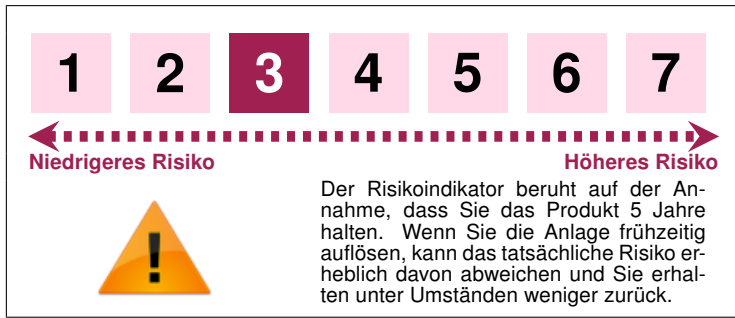 1 2 3 4 5 6 7
Niedrigeres Risiko Höheres Risiko
Der Risikoindikator beruht auf der An-
nahme, dass Sie das Produkt 5 Jahre
halten. Wenn Sie die Anlage frühzeitig
auflösen, kann das tatsächliche Risiko er-
heblich davon abweichen und Sie erhal-
ten unter Umständen weniger zurück.
!